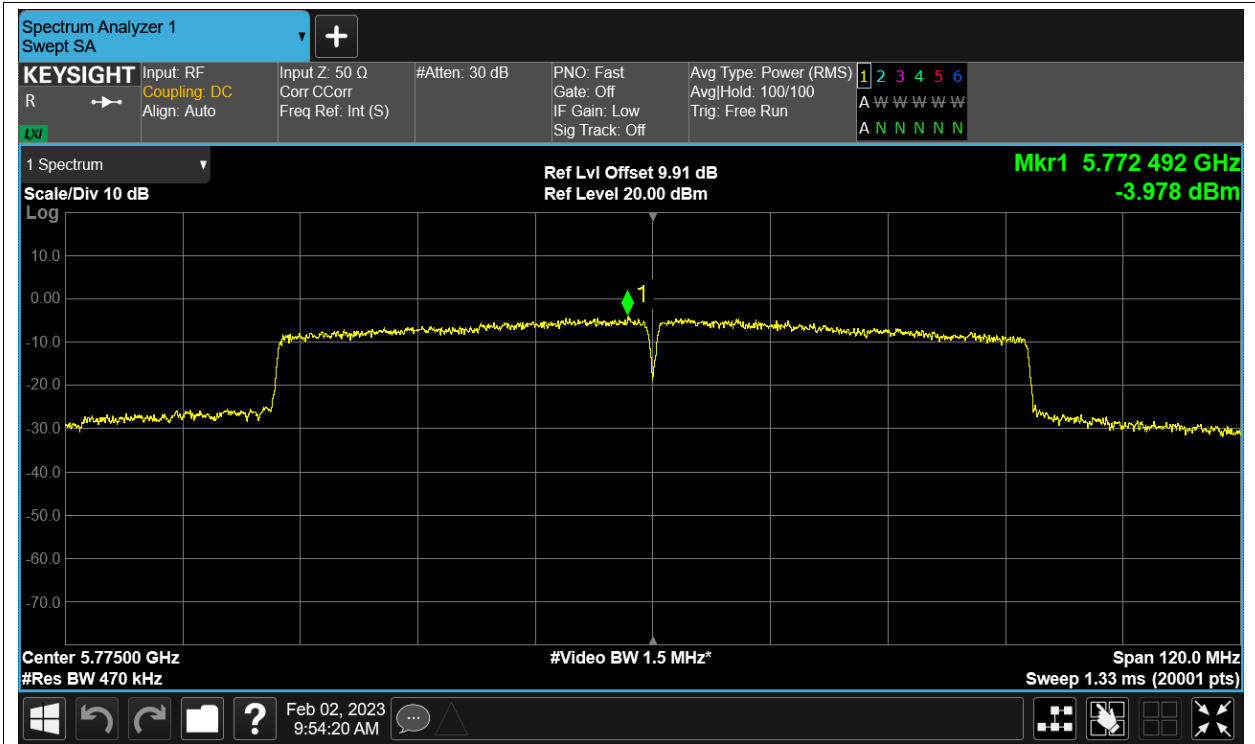 Spectrum Analyzer 1
Swept SA
KEYSIGHT
R
LXI
Input: RF
Coupling: DC
Align: Auto
Input Z: 50 Ω
Corr CCorr
Freq Ref: Int (S)
#Atten: 30 dB
PNO: Fast
Gate: Off
IF Gain: Low
Sig Track: Off
Avg Type: Power (RMS)
Avg|Hold: 100/100
Trig: Free Run
1 2 3 4 5 6
A W W W W W
A N N N N N
1 Spectrum
Scale/Div 10 dB
Log
Ref Lvl Offset 9.91 dB
Ref Level 20.00 dBm
Mkr1 5.772 492 GHz
-3.978 dBm
10.0
0.00
-10.0
-20.0
-30.0
-40.0
-50.0
-60.0
-70.0
1
Center 5.77500 GHz
#Res BW 470 kHz
#Video BW 1.5 MHz*
Span 120.0 MHz
Sweep 1.33 ms (20001 pts)
?
Feb 02, 2023
9:54:20 AM